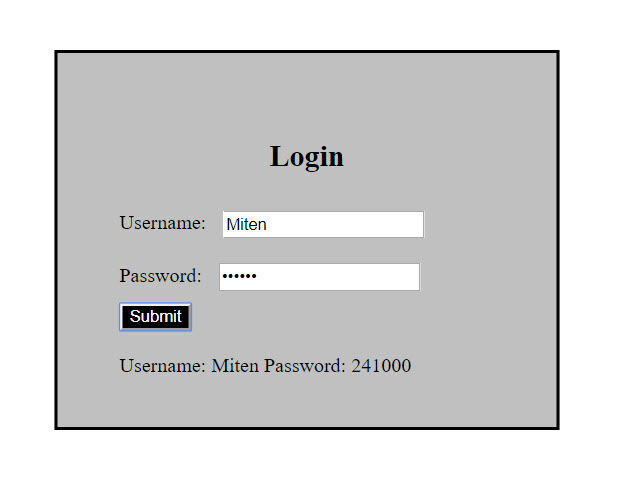 Login
Username: Miten
Password: ••••••
Submit
Username: Miten Password: 241000